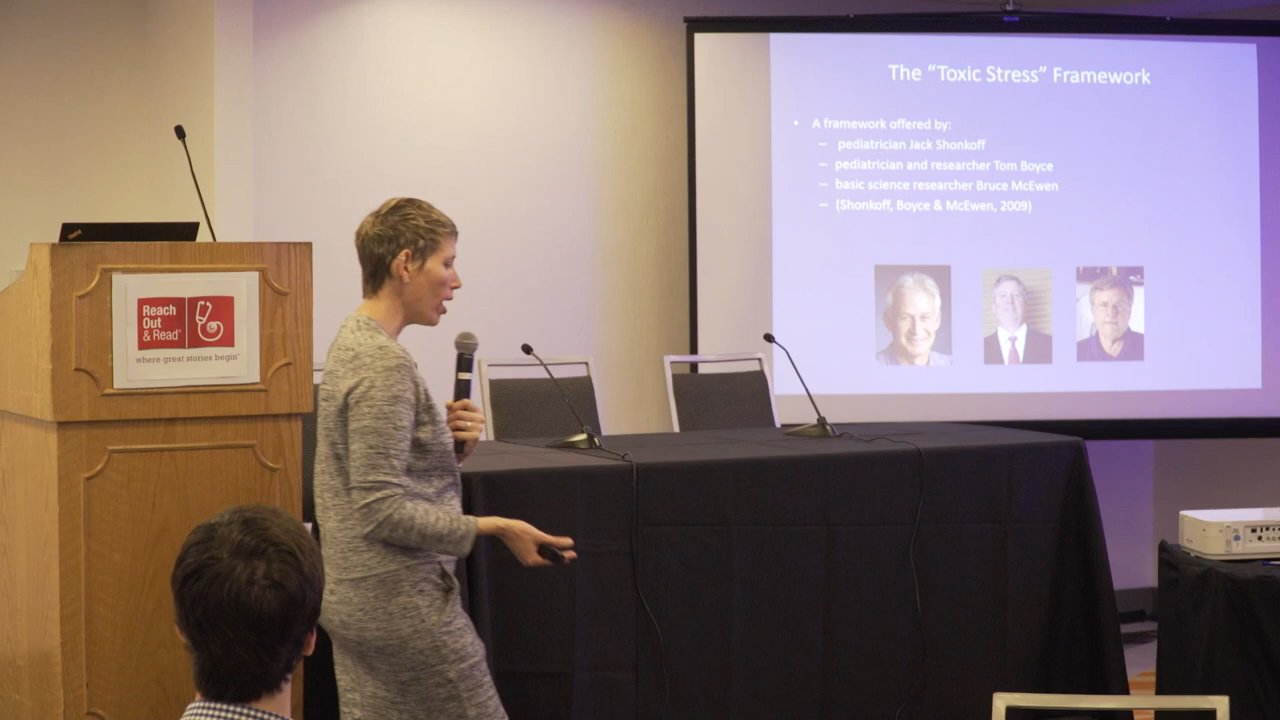 The “Toxic Stress” Framework
• A framework offered by:
– pediatrician Jack Shonkoff
– pediatrician and researcher Tom Boyce
– basic science researcher Bruce McEwen
– (Shonkoff, Boyce & McEwen, 2009)
Reach
Out
& Read®
where great stories begin®